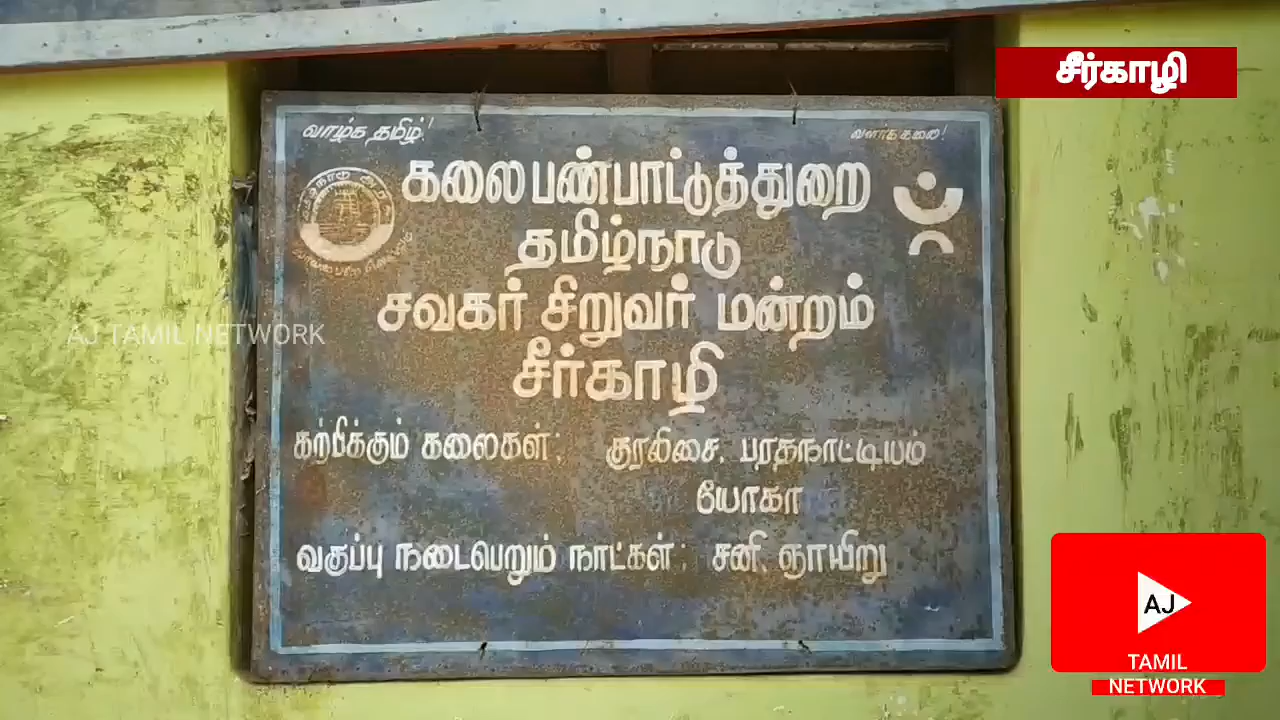 சீர்காழி
வாழ்க தமிழ்! வளர்க கலை!
கலை பண்பாட்டுத்துறை
தமிழ்நாடு
சவகர் சிறுவர் மன்றம்
சீர்காழி
கற்பிக்கும் கலைகள்: குரலிசை, பரதநாட்டியம்
யோகா
வகுப்பு நடைபெறும் நாட்கள்: சனி, ஞாயிறு
AJ TAMIL NETWORK
AJ
TAMIL
NETWORK